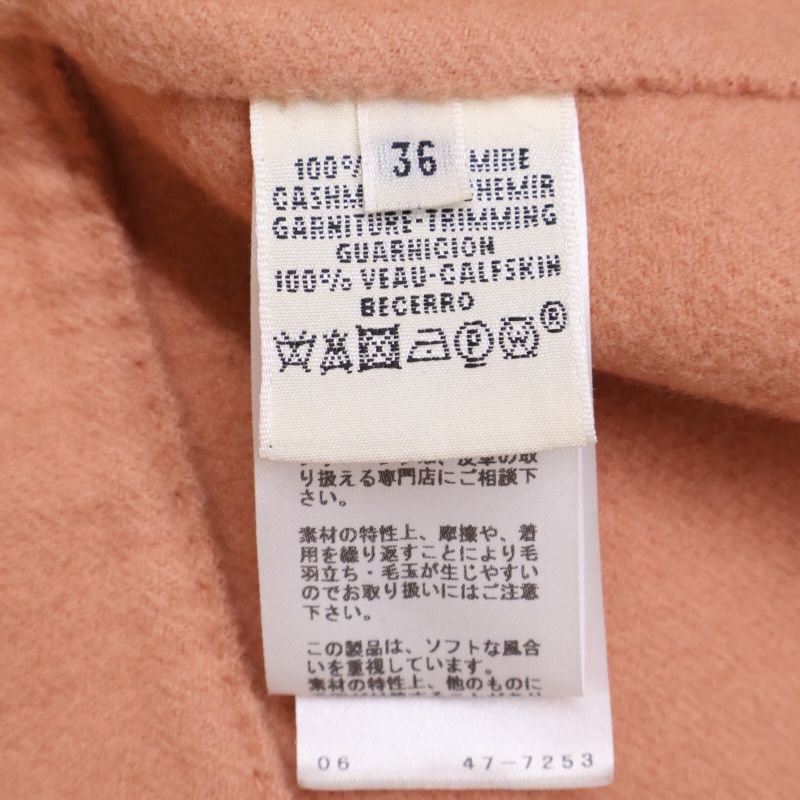 36
100% MIRE
CASHM HEMIR
GARNITURE-TRIMMING
GUARNICION
100% VEAU-CALFSKIN
BECERRO
P W R
り扱える専門店にご相談下
さい。
素材の特性上、摩擦や、着
用を繰り返すことにより毛
羽立ち・毛玉が生じやすい
のでお取り扱いにはご注意
下さい。
この製品は、ソフトな風合
いを重視しています。
素材の特性上、他のものに
06 47-7253